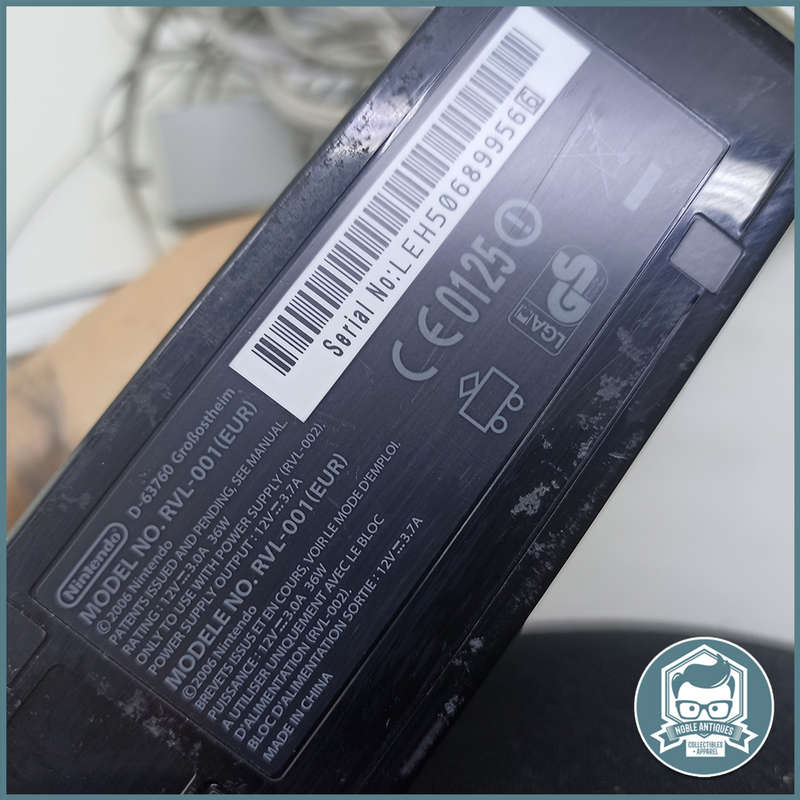 Nintendo D-63760 Großostheim
MODEL NO. RVL-001(EUR)
©2006 Nintendo
PATENTS ISSUED AND PENDING, SEE MANUAL.
RATING: 12V⎓3.0A 36W
ONLY TO USE WITH POWER SUPPLY (RVL-002),
POWER SUPPLY OUTPUT : 12V⎓3.7A
MODELE NO. RVL-001(EUR)
©2006 Nintendo
BREVETS ISSUS ET EN COURS, VOIR LE MODE D'EMPLOI.
PUISSANCE : 12V⎓3.0A 36W
A UTILISER UNIQUEMENT AVEC LE BLOC
D'ALIMENTATION (RVL-002),
BLOC D'ALIMENTATION SORTIE : 12V⎓3.7A
MADE IN CHINA
Serial No:LEH506899566
CE0125
LGA
GS
NOBLE ANTIQUES
COLLECTIBLES
+ APPAREL